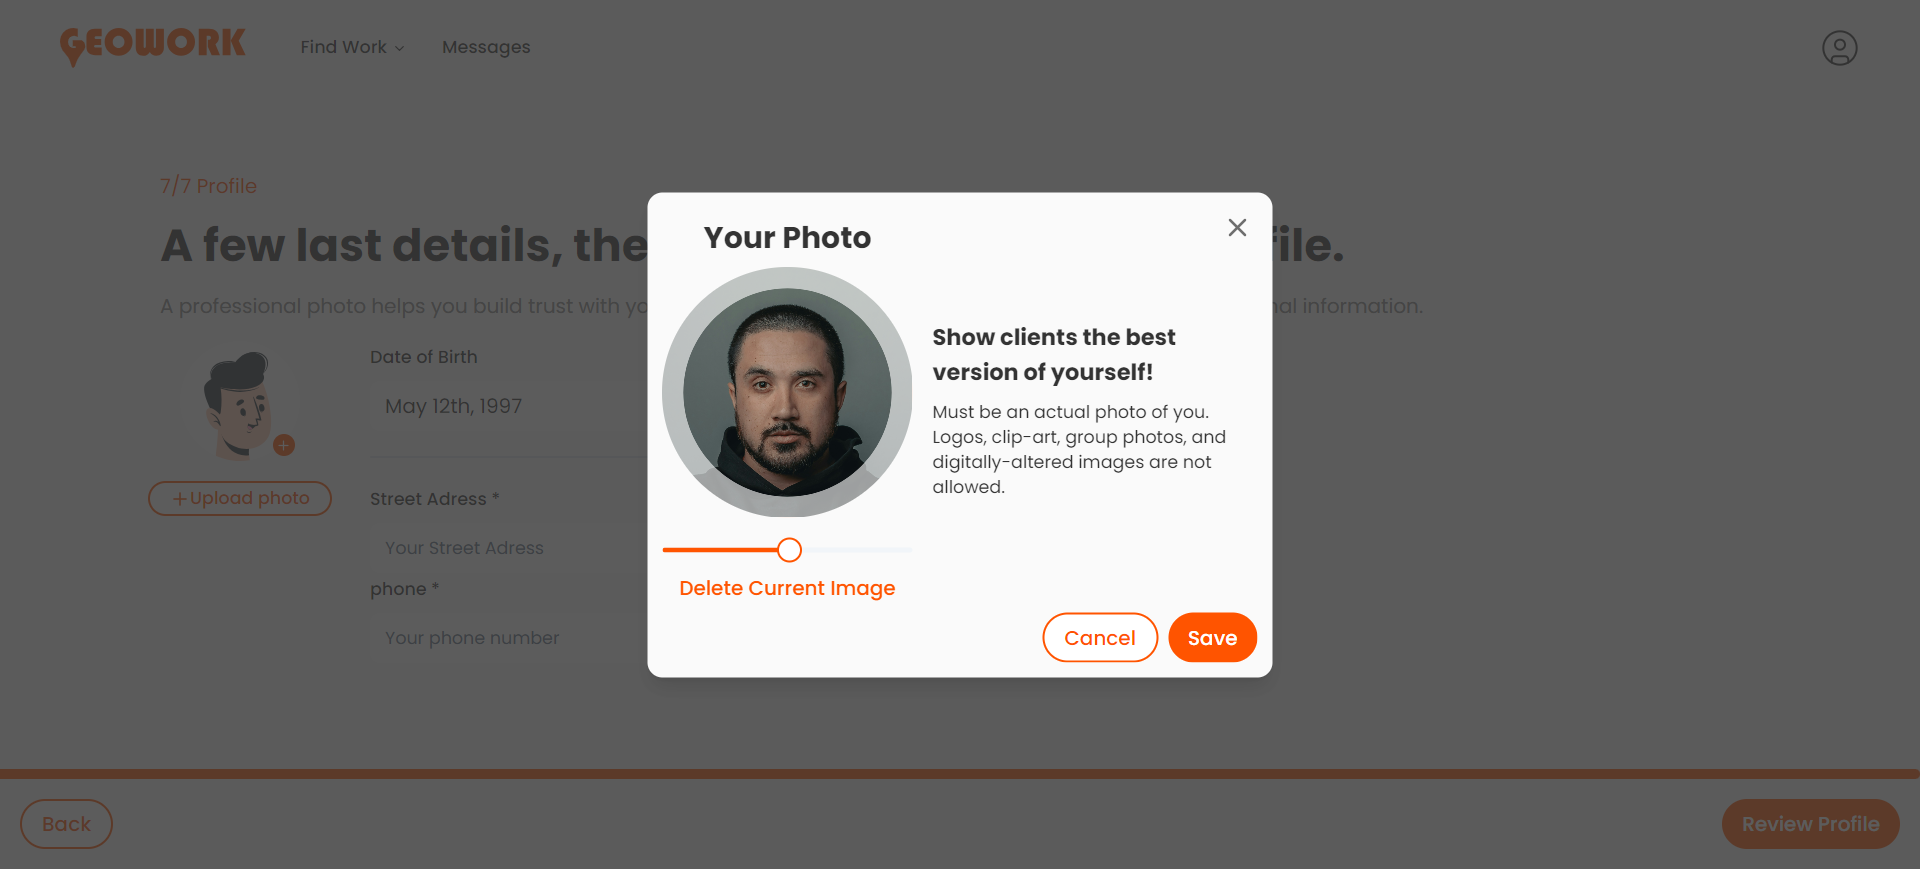 GEOWORK
Find Work
Messages
7/7 Profile
A few last details, the
file.
A professional photo helps you build trust with yo
nal information.
Date of Birth
May 12th, 1997
+
Upload photo
Street Adress *
Your Street Adress
phone *
Your phone number
Your Photo
Show clients the best
version of yourself!
Must be an actual photo of you.
Logos, clip-art, group photos, and
digitally-altered images are not
allowed.
Delete Current Image
Cancel
Save
Back
Review Profile